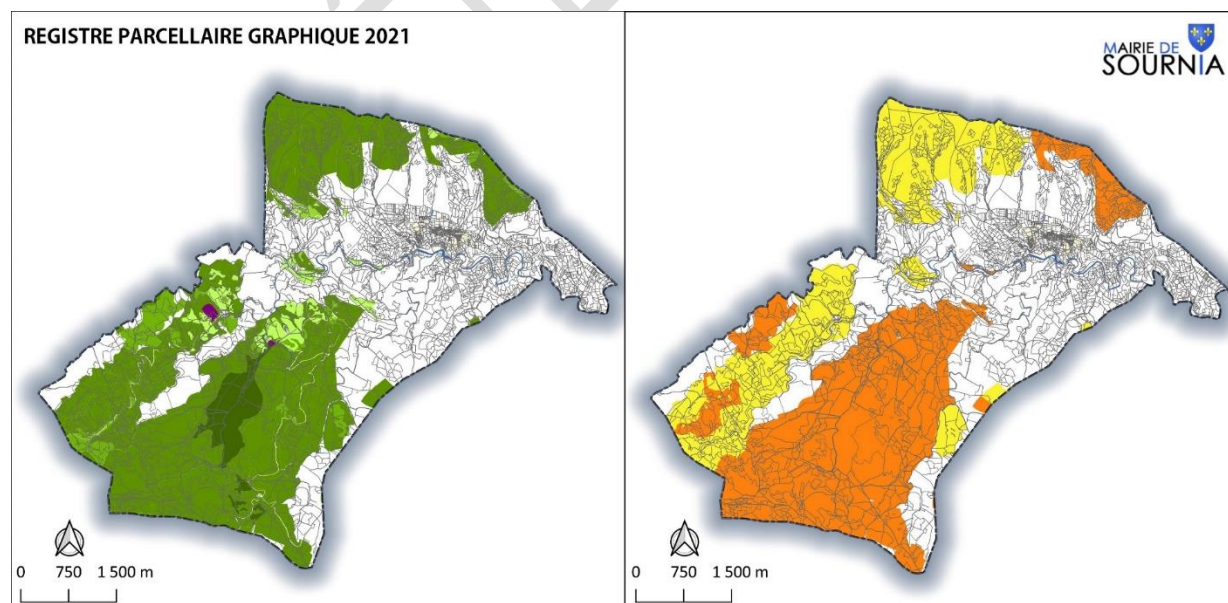 REGISTRE PARCELLAIRE GRAPHIQUE 2021
MAIRIE DE
SOURNIA
0 750 1 500 m
0 750 1 500 m